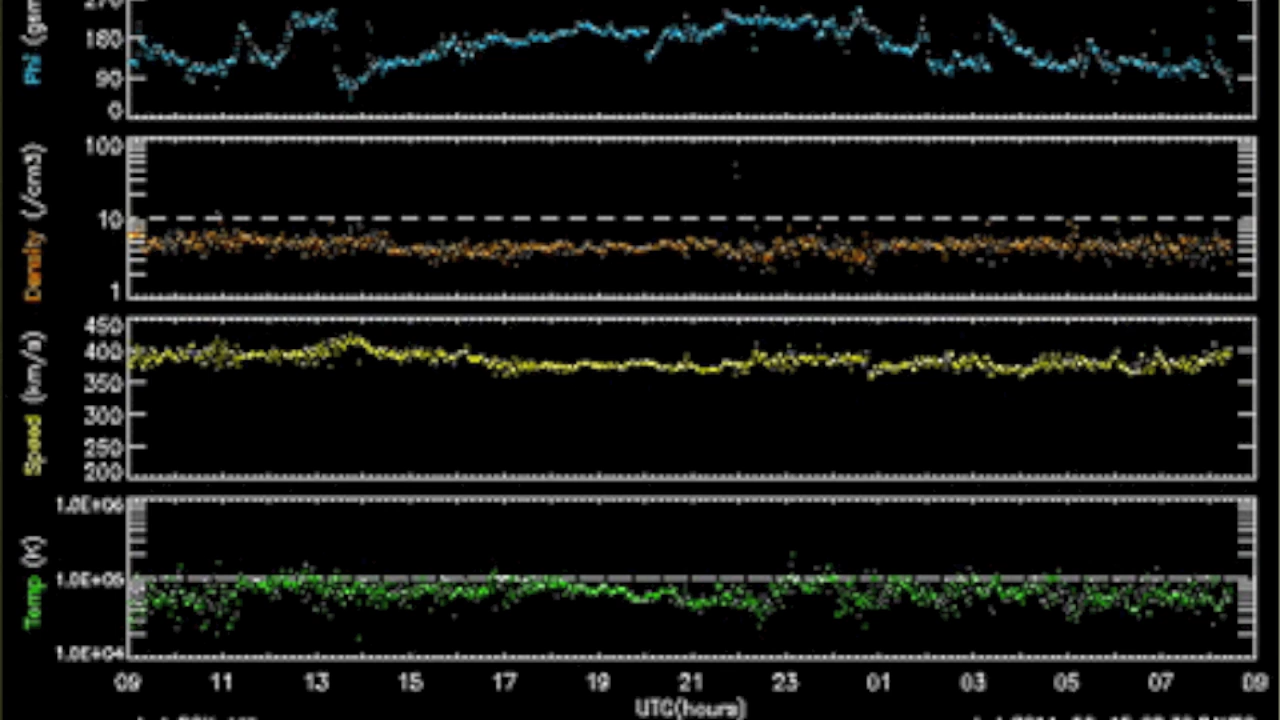 Phi (gsm
270
180
90
0
Density (/cm3)
100
10
1
Speed (km/s)
450
400
350
300
250
200
Temp (K)
1.0E+06
1.0E+05
1.0E+04
09 11 13 15 17 19 21 23 01 03 05 07 09
UTC(hours)